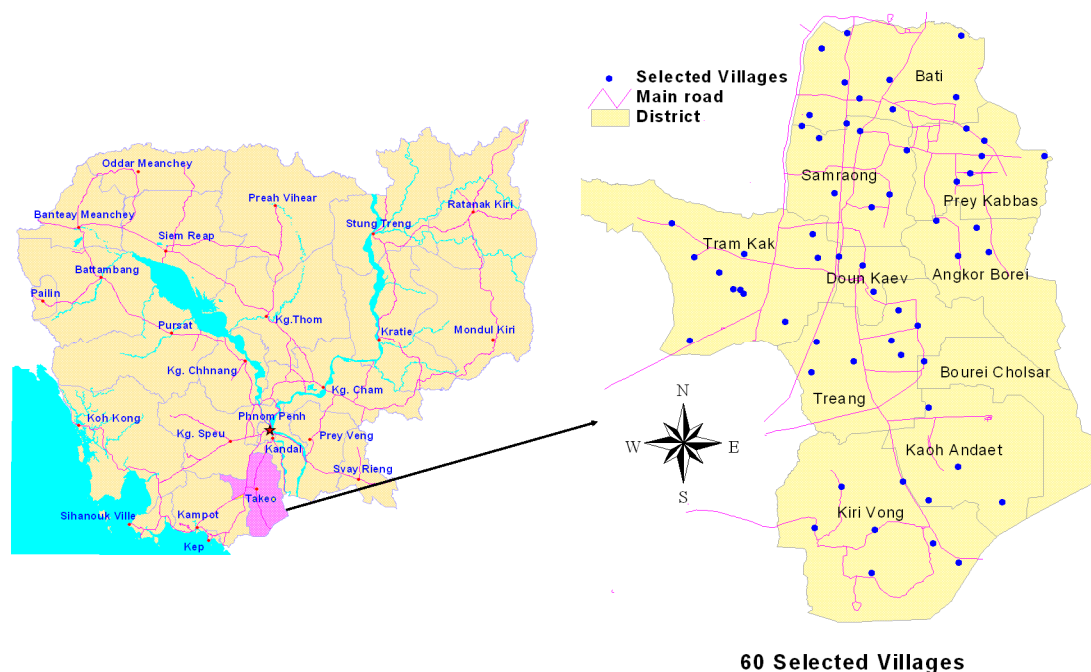 Oddar Meanchey
Preah Vihear
Ratanak Kiri
Banteay Meanchey
Stung Treng
Siem Reap
Battambang
Pailin
Kg.Thom
Pursat
Kratie
Mondul Kiri
Kg. Chhnang
Kg. Cham
Koh Kong
Phnom Penh
Kg. Speu
Prey Veng
Kandal
Svay Rieng
Takeo
Sihanouk Ville
Kampot
Kep
Selected Villages
Main road
District
Bati
Samraong
Prey Kabbas
Tram Kak
Doun Kaev
Angkor Borei
Bourei Cholsar
Treang
N
W
E
S
Kaoh Andaet
Kiri Vong
60 Selected Villages